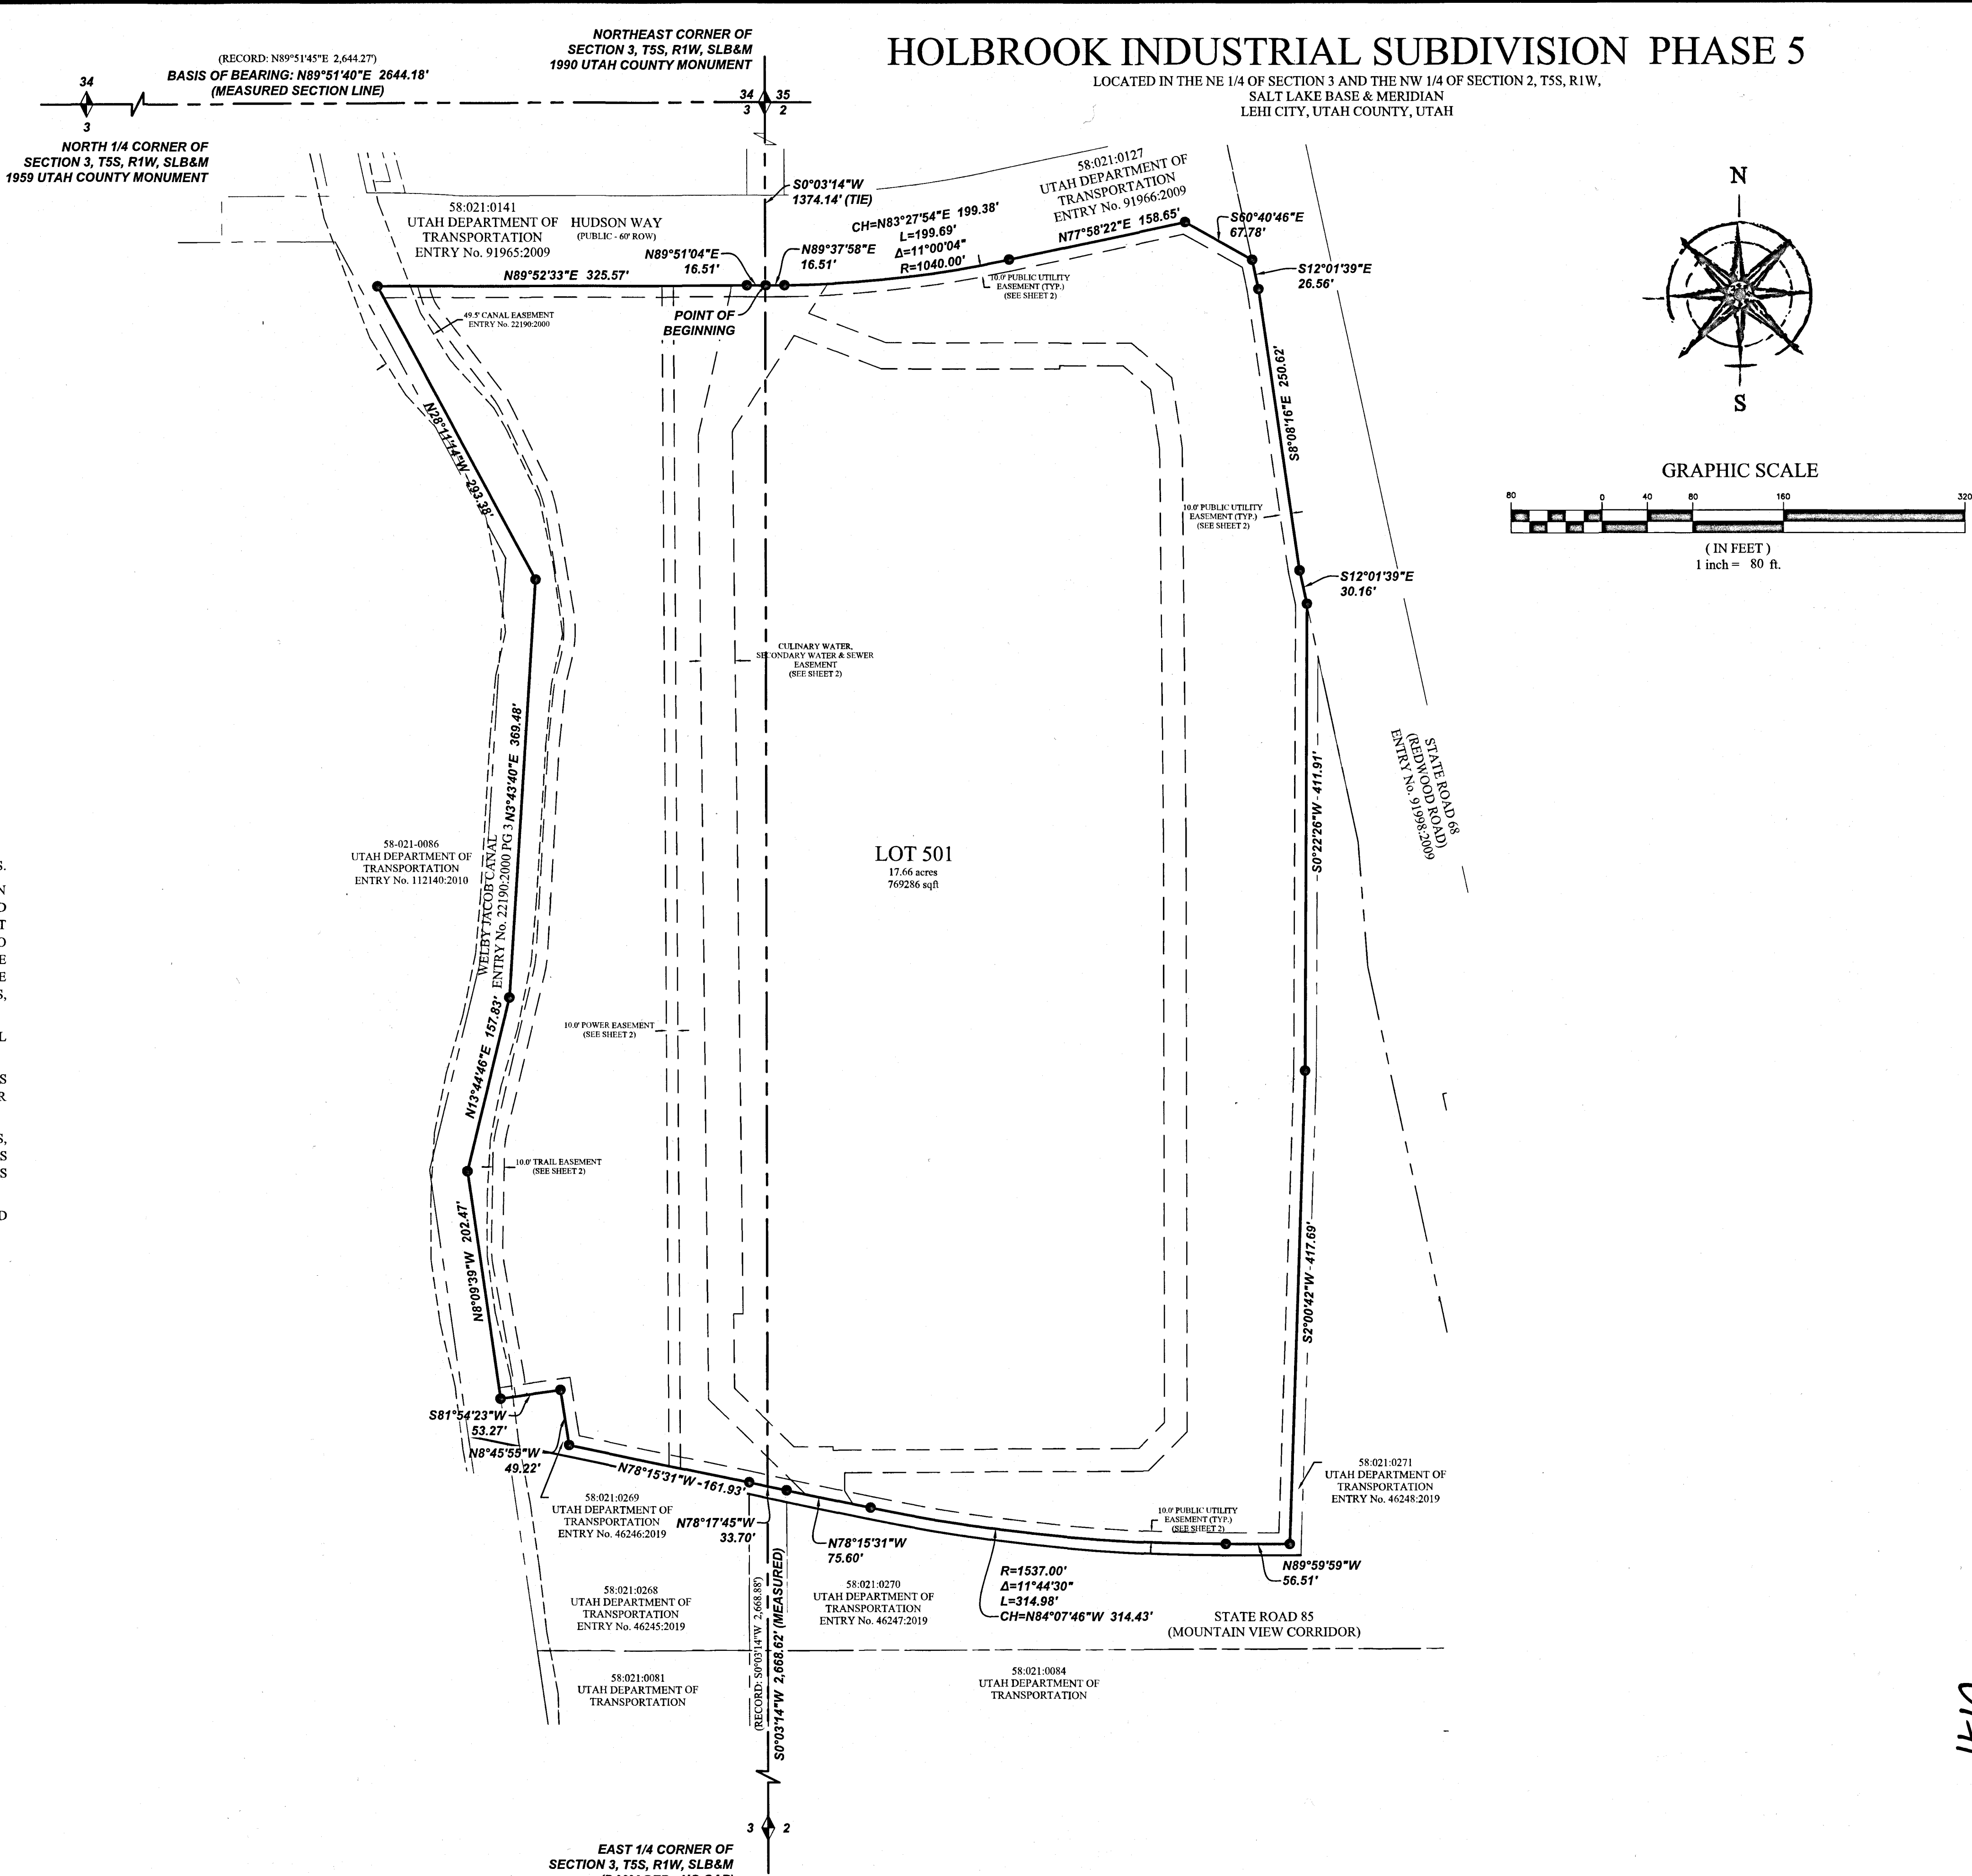 HOLBROOK INDUSTRIAL SUBDIVISION PHASE 5
LOCATED IN THE NE 1/4 OF SECTION 3 AND THE NW 1/4 OF SECTION 2, T5S, R1W,
SALT LAKE BASE & MERIDIAN
LEHI CITY, UTAH COUNTY, UTAH
(RECORD: N89°51'45"E 2,644.27')
BASIS OF BEARING: N89°51'40"E 2644.18'
(MEASURED SECTION LINE)
34
3
NORTH 1/4 CORNER OF
SECTION 3, T5S, R1W, SLB&M
1959 UTAH COUNTY MONUMENT
NORTHEAST CORNER OF
SECTION 3, T5S, R1W, SLB&M
1990 UTAH COUNTY MONUMENT
34 35
3 2
S0°03'14"W
1374.14' (TIE)
58:021:0141
UTAH DEPARTMENT OF
TRANSPORTATION
ENTRY No. 91965:2009
HUDSON WAY
(PUBLIC - 60' ROW)
N89°52'33"E 325.57'
N89°51'04"E
16.51'
N89°37'58"E
16.51'
CH=N83°27'54"E 199.38'
L=199.69'
Δ=11°00'04"
R=1040.00'
58:021:0127
UTAH DEPARTMENT OF
TRANSPORTATION
ENTRY No. 91966:2009
N77°58'22"E 158.65'
S60°40'46"E
67.78'
S12°01'39"E
26.56'
10.0' PUBLIC UTILITY
EASEMENT (TYP.)
(SEE SHEET 2)
POINT OF
BEGINNING
49.5' CANAL EASEMENT
ENTRY No. 22190:2000
N
S
GRAPHIC SCALE
80 0 40 80 160 320
( IN FEET )
1 inch = 80 ft.
N28°11'14"W 293.38'
S8°08'16"E 250.62'
10.0' PUBLIC UTILITY
EASEMENT (TYP.)
(SEE SHEET 2)
S12°01'39"E
30.16'
CULINARY WATER,
SECONDARY WATER & SEWER
EASEMENT
(SEE SHEET 2)
N3°43'40"E 369.48'
S0°22'26"W 411.91'
STATE ROAD 68
(REDWOOD ROAD)
ENTRY No. 91998:2009
58-021-0086
UTAH DEPARTMENT OF
TRANSPORTATION
ENTRY No. 112140:2010
WELBY JACOB CANAL
ENTRY No. 22190:2000 PG 3
LOT 501
17.66 acres
769286 sqft
S.
N
D
T
O
E
E
S,
L
S
R
S,
S
S
D
10.0' POWER EASEMENT
(SEE SHEET 2)
N13°44'46"E 157.83'
10.0' TRAIL EASEMENT
(SEE SHEET 2)
N8°09'39"W 202.47'
S2°00'42"W 417.69'
S81°54'23"W
53.27'
N8°45'55"W
49.22'
N78°15'31"W 161.93'
58:021:0269
UTAH DEPARTMENT OF
TRANSPORTATION
ENTRY No. 46246:2019
N78°17'45"W
33.70'
N78°15'31"W
75.60'
10.0' PUBLIC UTILITY
EASEMENT (TYP.)
(SEE SHEET 2)
58:021:0271
UTAH DEPARTMENT OF
TRANSPORTATION
ENTRY No. 46248:2019
N89°59'59"W
56.51'
R=1537.00'
Δ=11°44'30"
L=314.98'
CH=N84°07'46"W 314.43'
58:021:0268
UTAH DEPARTMENT OF
TRANSPORTATION
ENTRY No. 46245:2019
58:021:0270
UTAH DEPARTMENT OF
TRANSPORTATION
ENTRY No. 46247:2019
STATE ROAD 85
(MOUNTAIN VIEW CORRIDOR)
(RECORD: S0°03'14"W 2,668.88')
S0°03'14"W 2,668.62' (MEASURED)
58:021:0081
UTAH DEPARTMENT OF
TRANSPORTATION
58:021:0084
UTAH DEPARTMENT OF
TRANSPORTATION
3 2
EAST 1/4 CORNER OF
SECTION 3, T5S, R1W, SLB&M